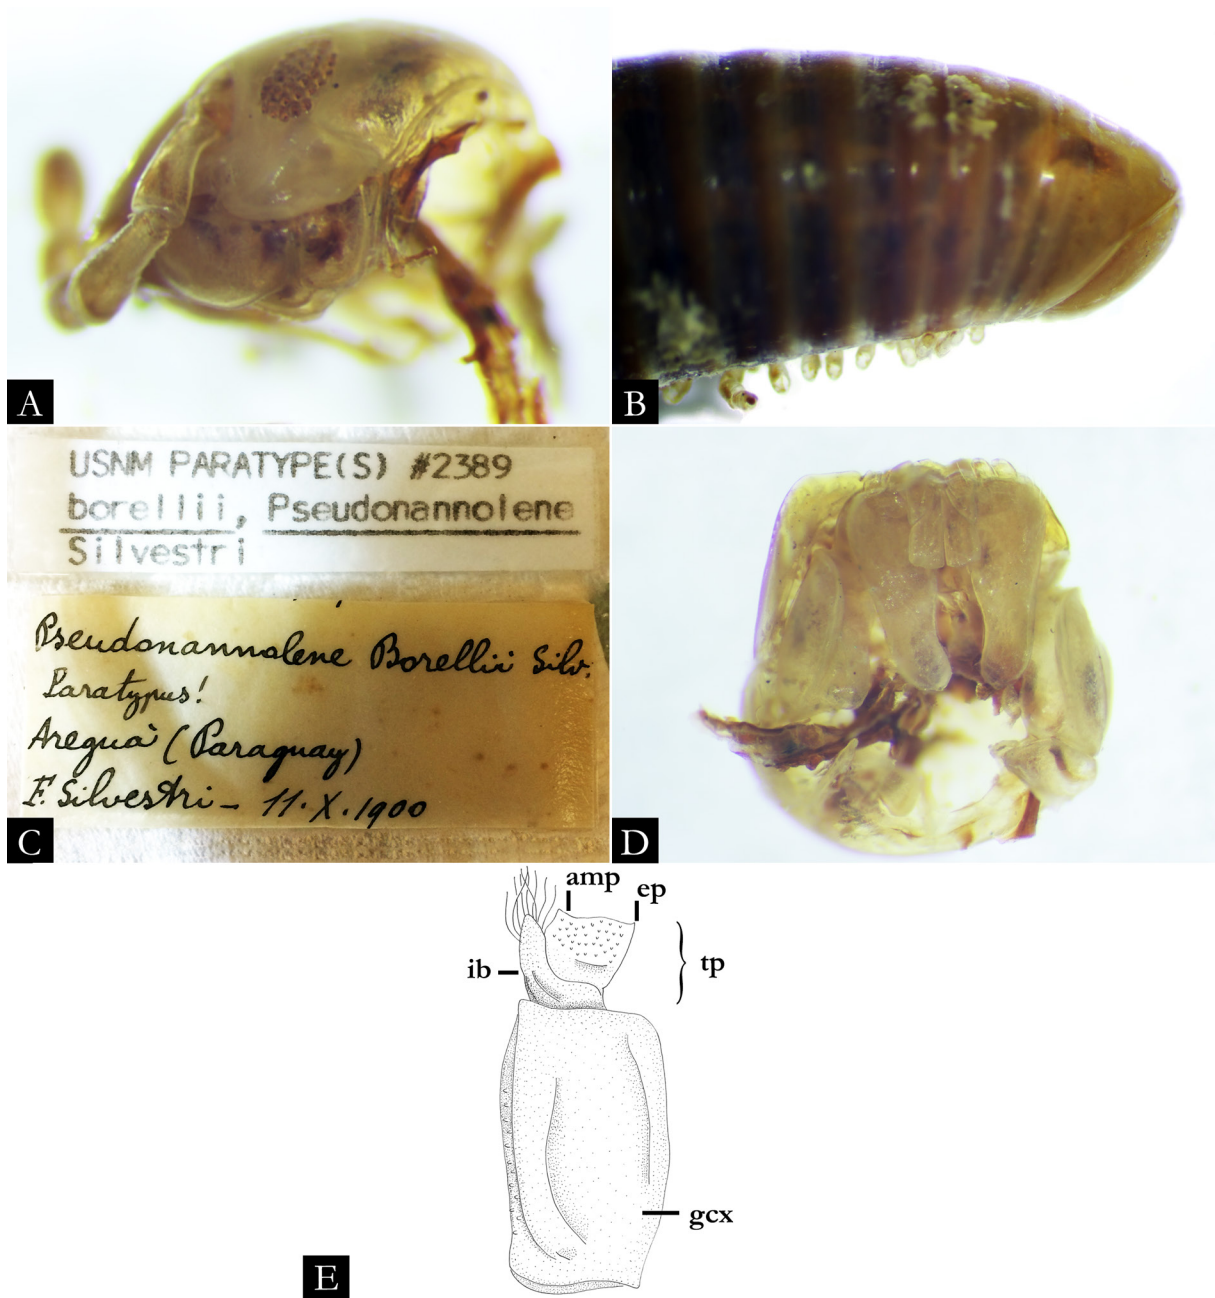 A
B
USNM PARATYPE(S) #2389
borellii, Pseudonannolene
Silvestri
Pseudonannolene Borellii Silv.
Paratypus!
Areguà (Paraguay)
F. Silvestri - 11.X.1900
C
D
amp
ep
ib
tp
gcx
E